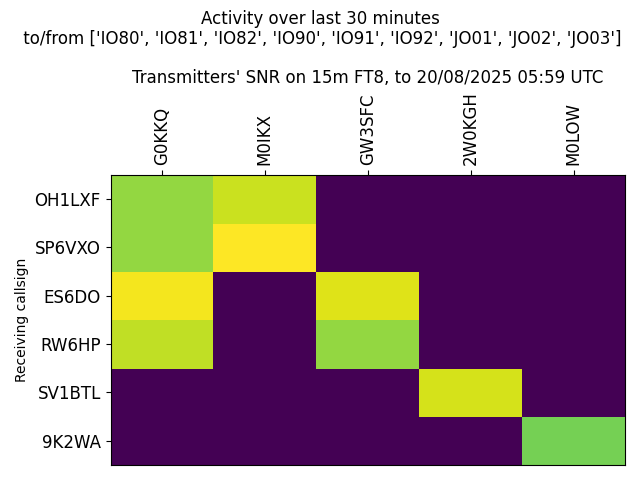 Activity over last 30 minutes
to/from ['IO80', 'IO81', 'IO82', 'IO90', 'IO91', 'IO92', 'JO01', 'JO02', 'JO03']
Transmitters' SNR on 15m FT8, to 20/08/2025 05:59 UTC
G0KKQ
M0IKX
GW3SFC
2W0KGH
M0LOW
Receiving callsign
OH1LXF
SP6VXO
ES6DO
RW6HP
SV1BTL
9K2WA